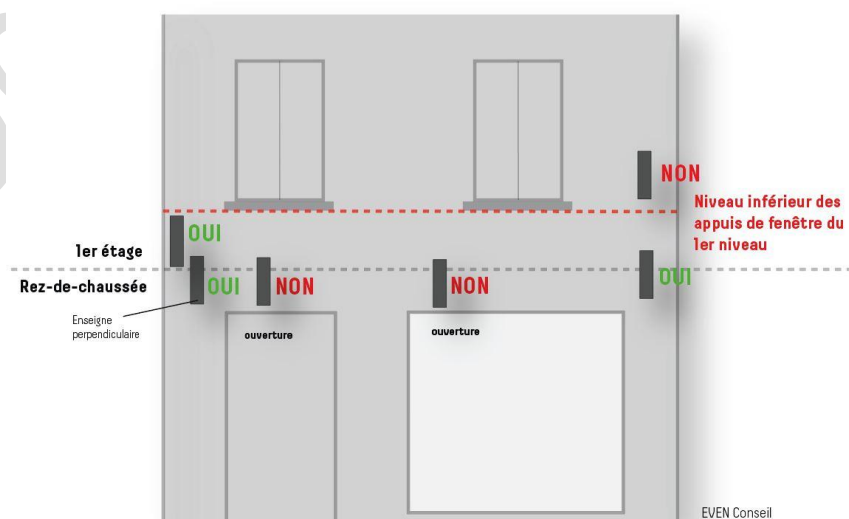 NON
Niveau inférieur des
appuis de fenêtre du
1er niveau
OUI
1er étage
Rez-de-chaussée
OUI
NON
NON
OUI
Enseigne
perpendiculaire
ouverture
ouverture
EVEN Conseil